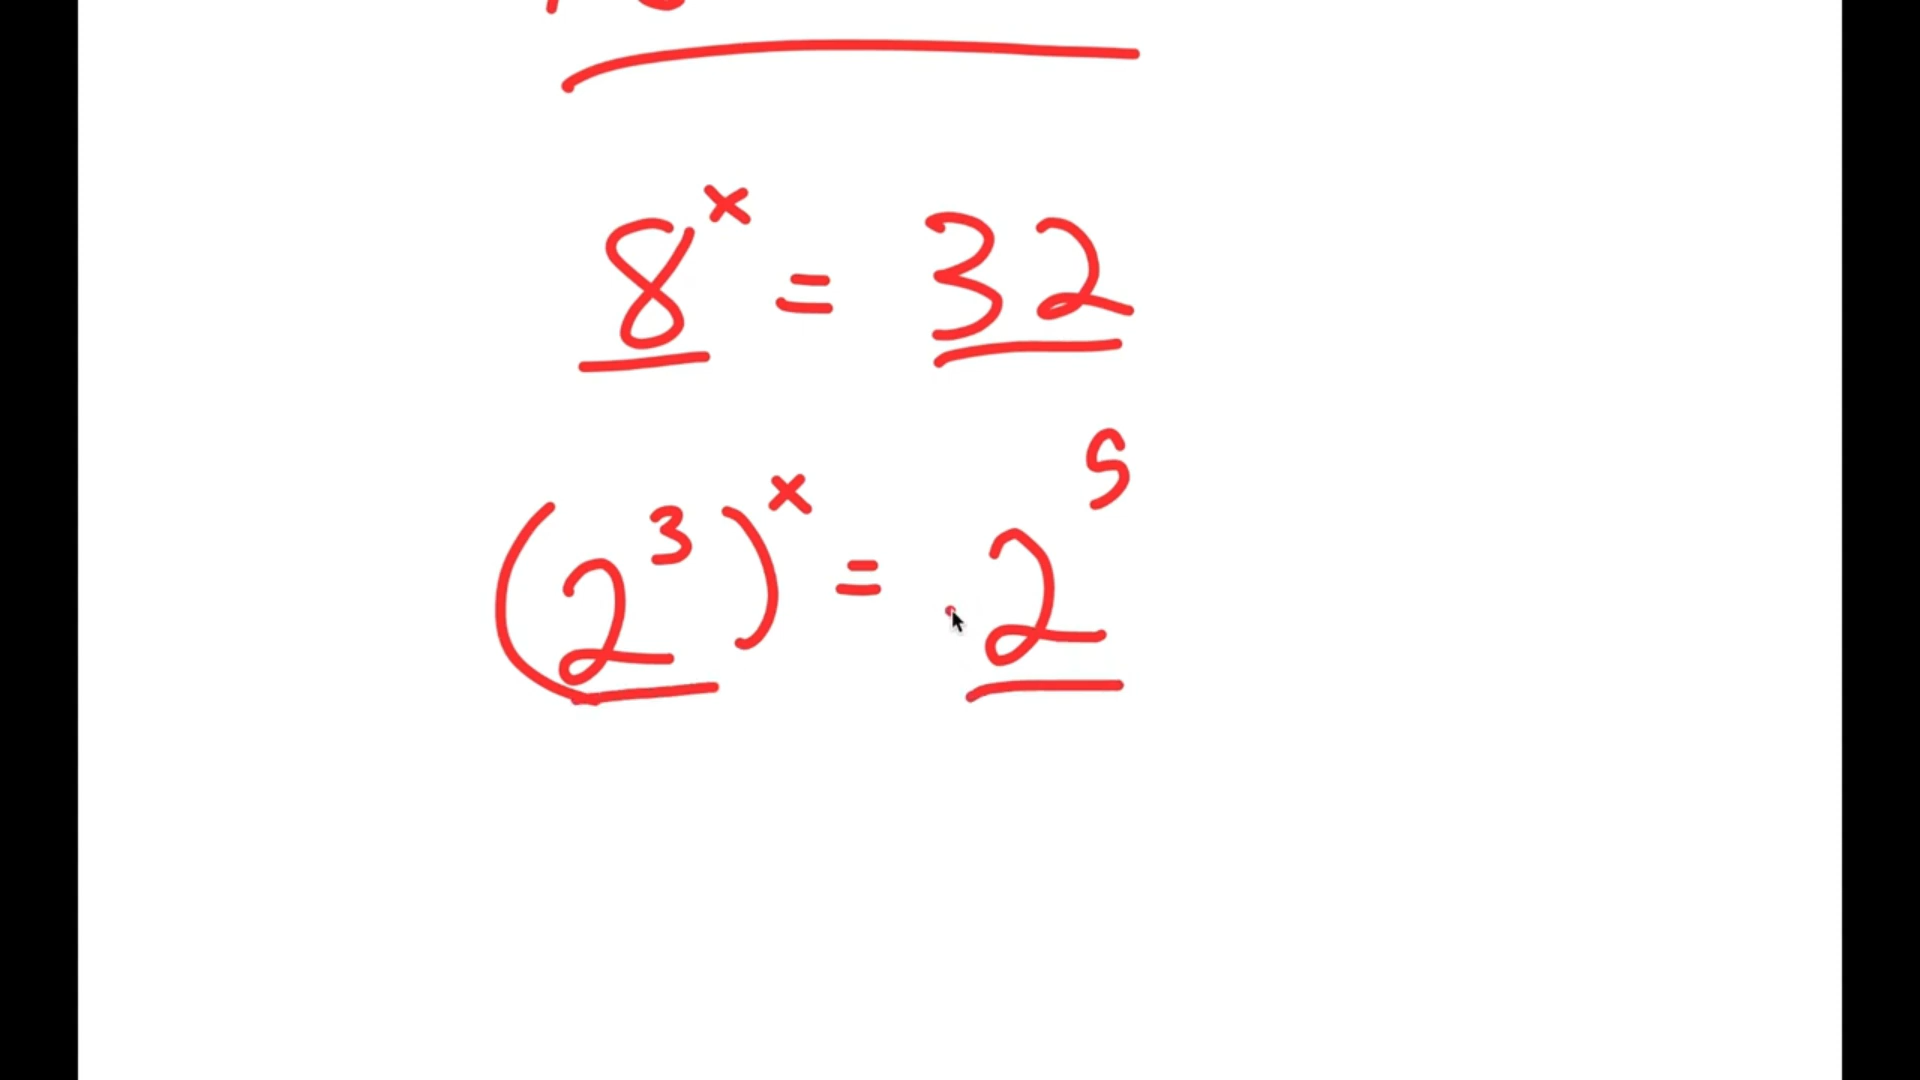 8^x = 32
(2^3)^x = 2^5